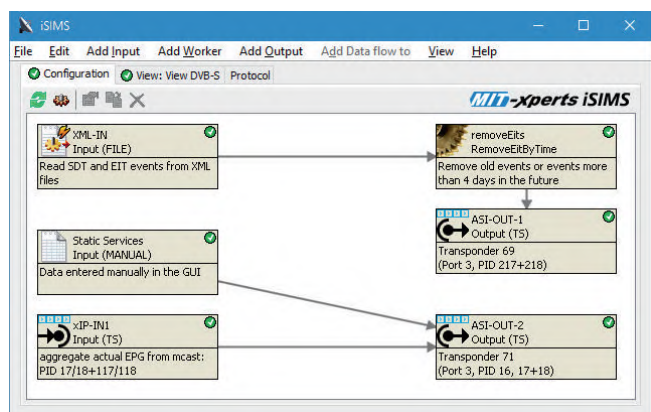 iSIMS
File Edit Add Input Add Worker Add Output Add Data flow to View Help
Configuration View: View DVB-S Protocol
MIT-xperts iSIMS
XML-IN
Input (FILE)
Read SDT and EIT events from XML
files
removeEits
RemoveEitByTime
Remove old events or events more
than 4 days in the future
ASI-OUT-1
Output (TS)
Transponder 69
(Port 3, PID 217+218)
Static Services
Input (MANUAL)
Data entered manually in the GUI
xIP-IN1
Input (TS)
aggregate actual EPG from mcast:
PID 17/18+117/118
ASI-OUT-2
Output (TS)
Transponder 71
(Port 3, PID 16, 17+18)